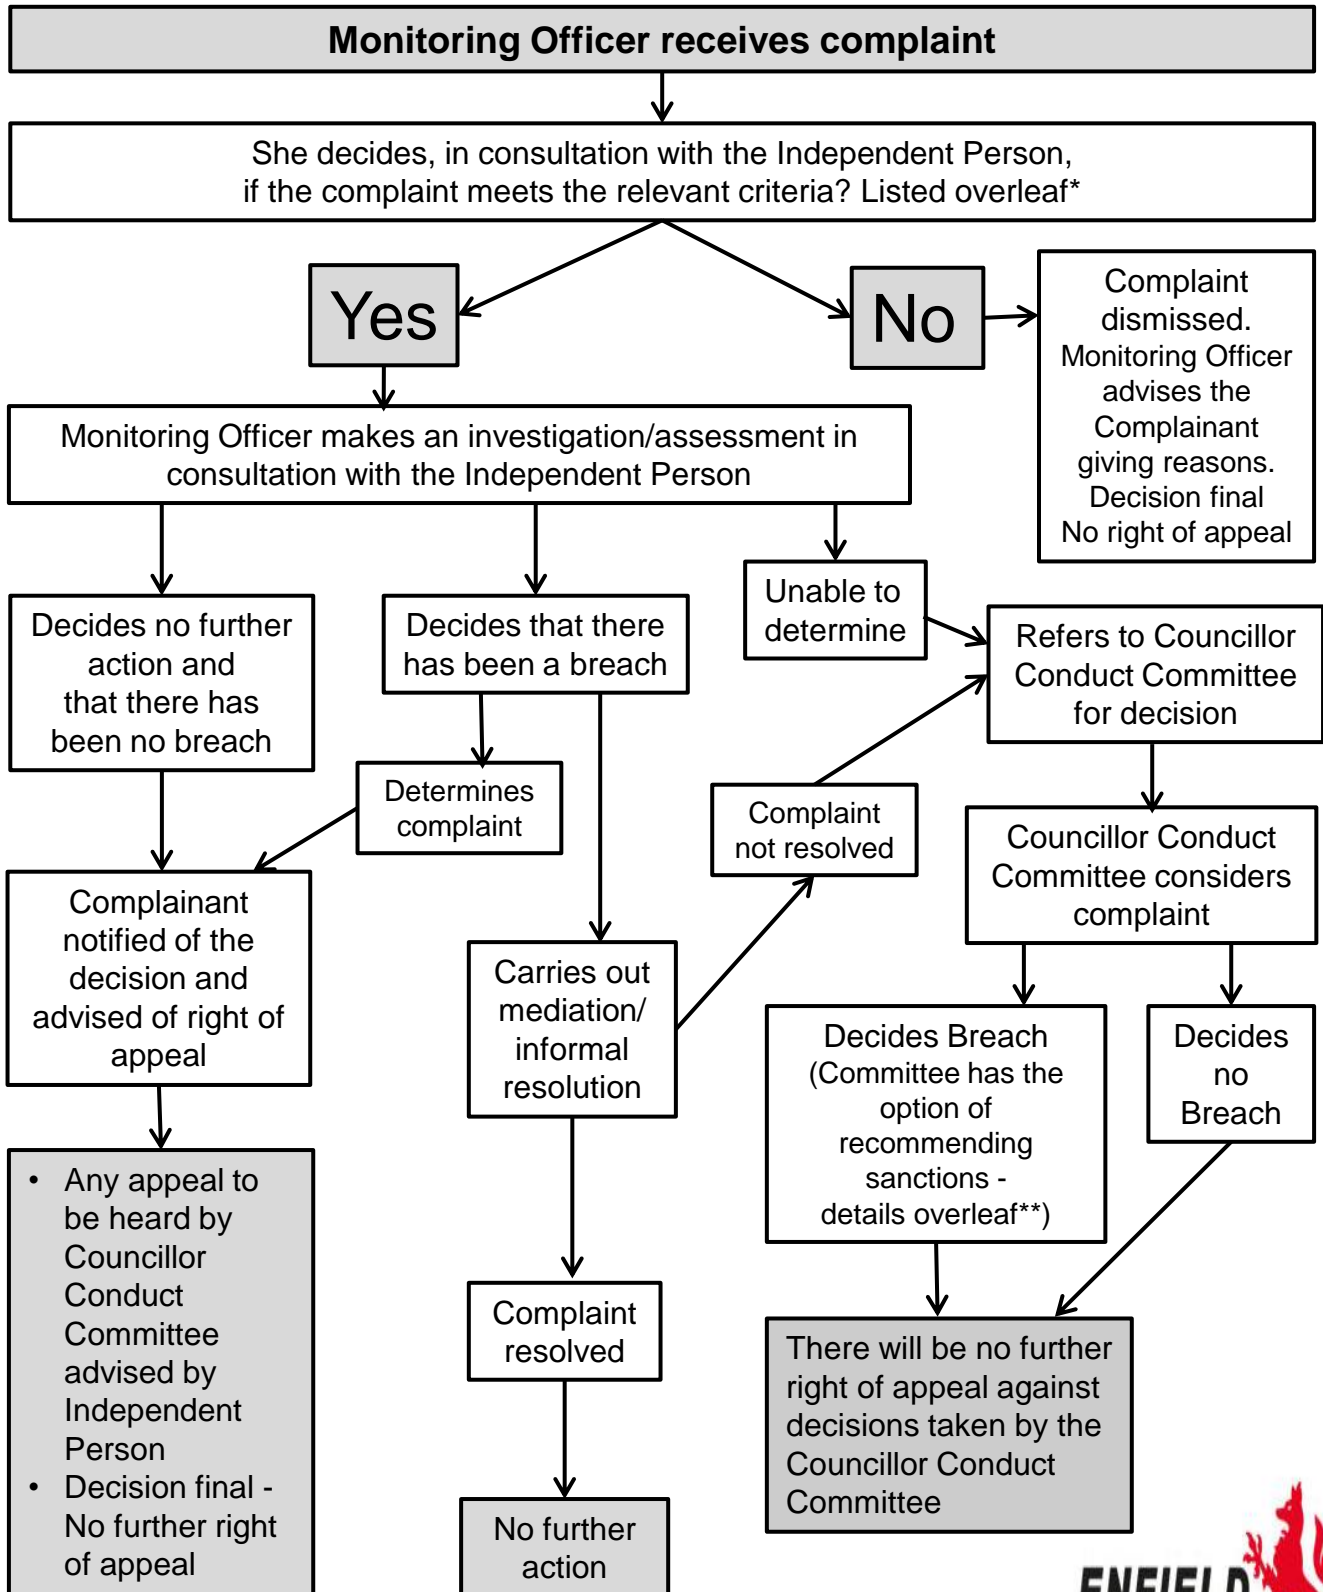 Monitoring Officer receives complaint
She decides, in consultation with the Independent Person,
if the complaint meets the relevant criteria? Listed overleaf*
Yes
No
Complaint
dismissed.
Monitoring Officer
advises the
Complainant
giving reasons.
Decision final
No right of appeal
Monitoring Officer makes an investigation/assessment in
consultation with the Independent Person
Decides no further
action and
that there has
been no breach
Decides that there
has been a breach
Unable to
determine
Refers to Councillor
Conduct Committee
for decision
Determines
complaint
Complaint
not resolved
Councillor Conduct
Committee considers
complaint
Complainant
notified of the
decision and
advised of right of
appeal
Carries out
mediation/
informal
resolution
Decides Breach
(Committee has the
option of
recommending
sanctions -
details overleaf**)
Decides
no
Breach
• Any appeal to
be heard by
Councillor
Conduct
Committee
advised by
Independent
Person
• Decision final -
No further right
of appeal
Complaint
resolved
There will be no further
right of appeal against
decisions taken by the
Councillor Conduct
Committee
No further
action
ENFIELD